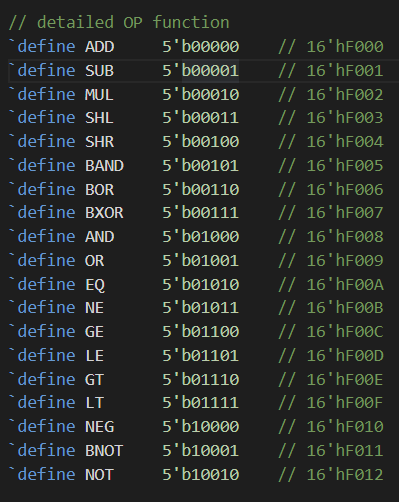 // detailed OP function
`define ADD 5'b00000 // 16'hF000
`define SUB 5'b00001 // 16'hF001
`define MUL 5'b00010 // 16'hF002
`define SHL 5'b00011 // 16'hF003
`define SHR 5'b00100 // 16'hF004
`define BAND 5'b00101 // 16'hF005
`define BOR 5'b00110 // 16'hF006
`define BXOR 5'b00111 // 16'hF007
`define AND 5'b01000 // 16'hF008
`define OR 5'b01001 // 16'hF009
`define EQ 5'b01010 // 16'hF00A
`define NE 5'b01011 // 16'hF00B
`define GE 5'b01100 // 16'hF00C
`define LE 5'b01101 // 16'hF00D
`define GT 5'b01110 // 16'hF00E
`define LT 5'b01111 // 16'hF00F
`define NEG 5'b10000 // 16'hF010
`define BNOT 5'b10001 // 16'hF011
`define NOT 5'b10010 // 16'hF012